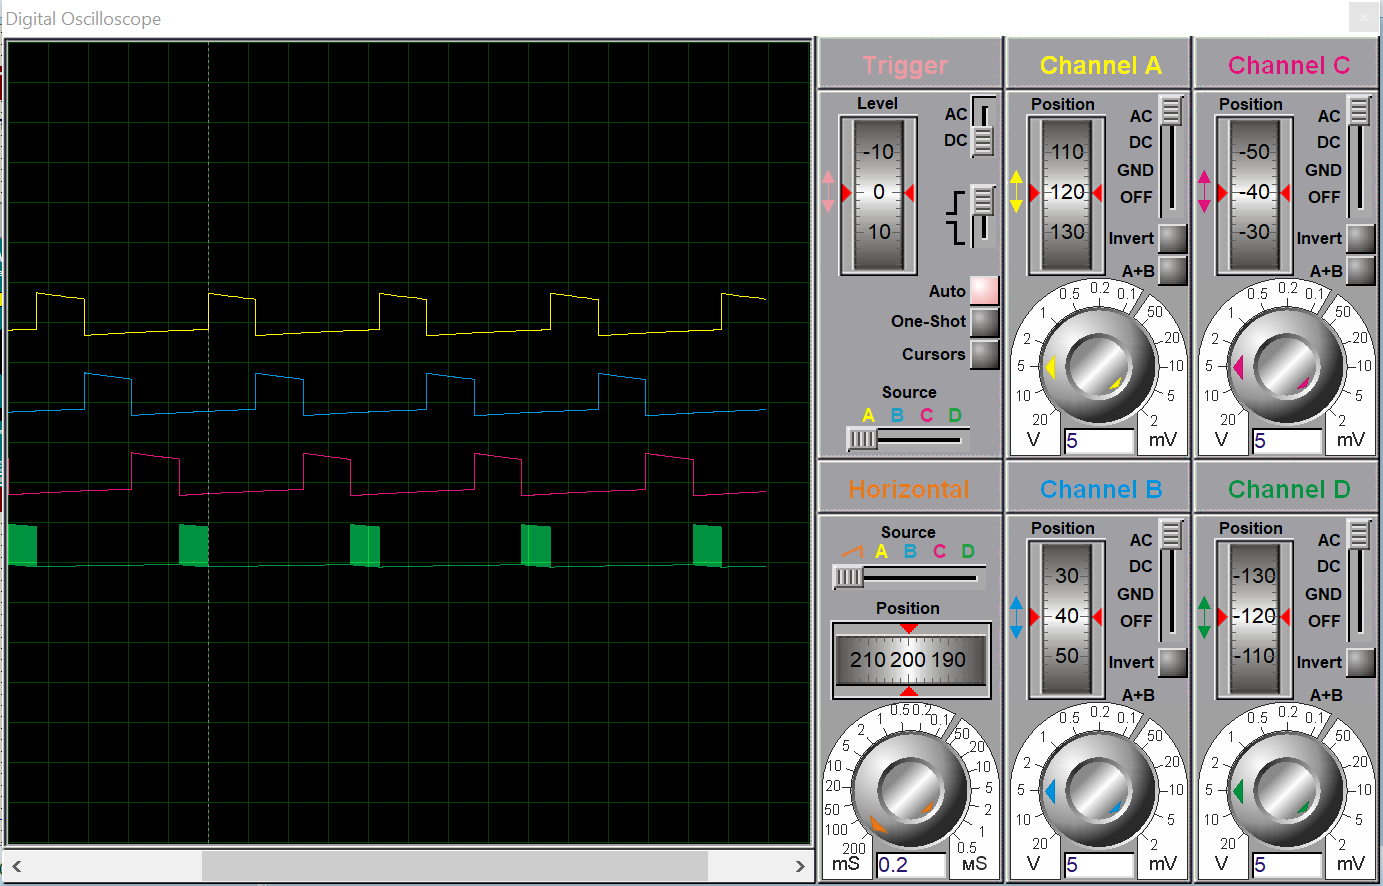 Digital Oscilloscope
Trigger
Level
-10
0
10
AC
DC
Auto
One-Shot
Cursors
Source
A B C D
Channel A
Position
110
120
130
AC
DC
GND
OFF
Invert
A+B
20
10
5
2
1
0.5
0.2
0.1
50
20
10
5
2
V
5
mV
Channel C
Position
-50
-40
-30
AC
DC
GND
OFF
Invert
A+B
20
10
5
2
1
0.5
0.2
0.1
50
20
10
5
2
V
5
mV
Horizontal
Source
A B C D
Position
210 200 190
200
100
50
20
10
5
2
1
0.5
0.2
0.1
50
20
10
5
2
1
0.5
mS
0.2
мS
Channel B
Position
30
40
50
AC
DC
GND
OFF
Invert
A+B
20
10
5
2
1
0.5
0.2
0.1
50
20
10
5
2
V
5
mV
Channel D
Position
-130
-120
-110
AC
DC
GND
OFF
Invert
A+B
20
10
5
2
1
0.5
0.2
0.1
50
20
10
5
2
V
5
mV